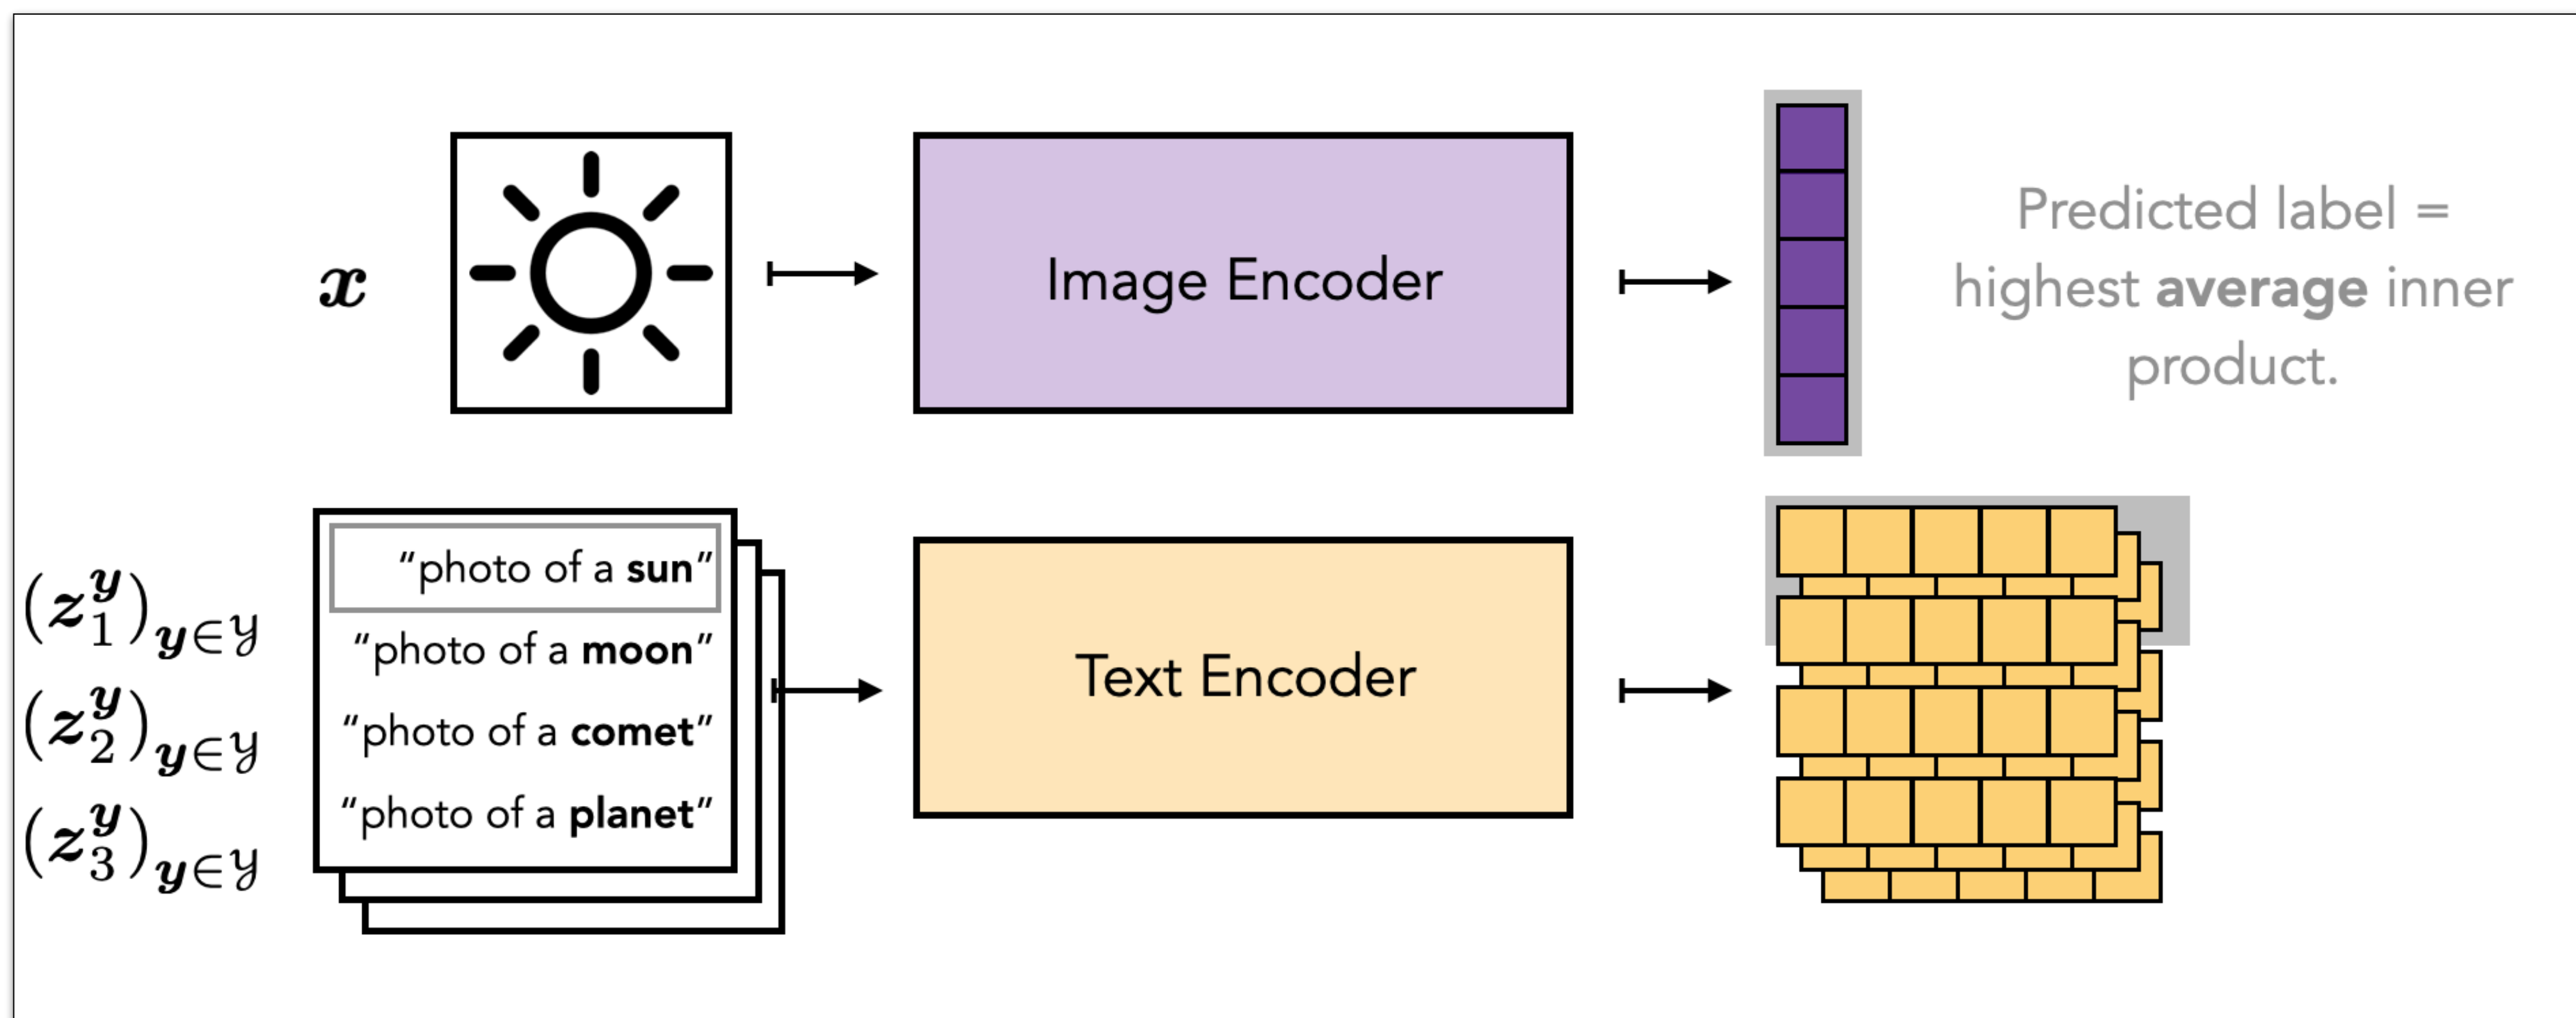 x
Image Encoder
Predicted label =
highest average inner
product.
(z_1^y)_{y∈𝒴}
(z_2^y)_{y∈𝒴}
(z_3^y)_{y∈𝒴}
“photo of a sun”
“photo of a moon”
“photo of a comet”
“photo of a planet”
Text Encoder